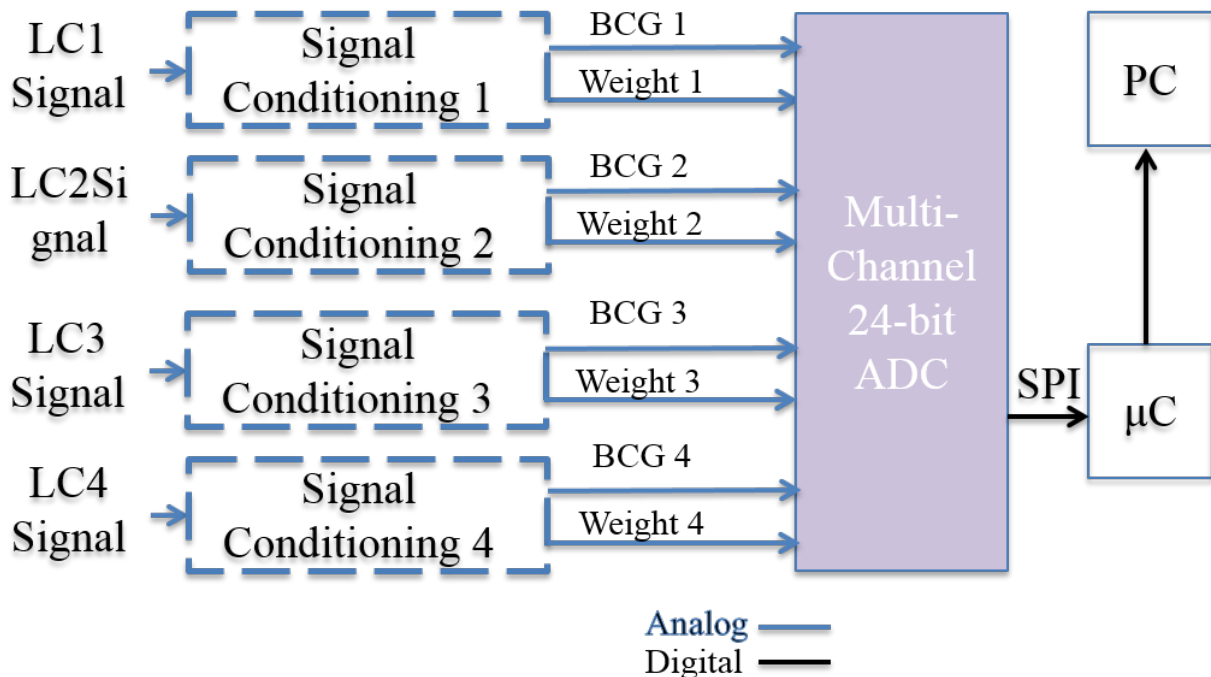 LC1
Signal
Signal
Conditioning 1
BCG 1
Weight 1
LC2Si
gnal
Signal
Conditioning 2
BCG 2
Weight 2
LC3
Signal
Signal
Conditioning 3
BCG 3
Weight 3
LC4
Signal
Signal
Conditioning 4
BCG 4
Weight 4
Multi-
Channel
24-bit
ADC
SPI
PC
μC
Analog
Digital